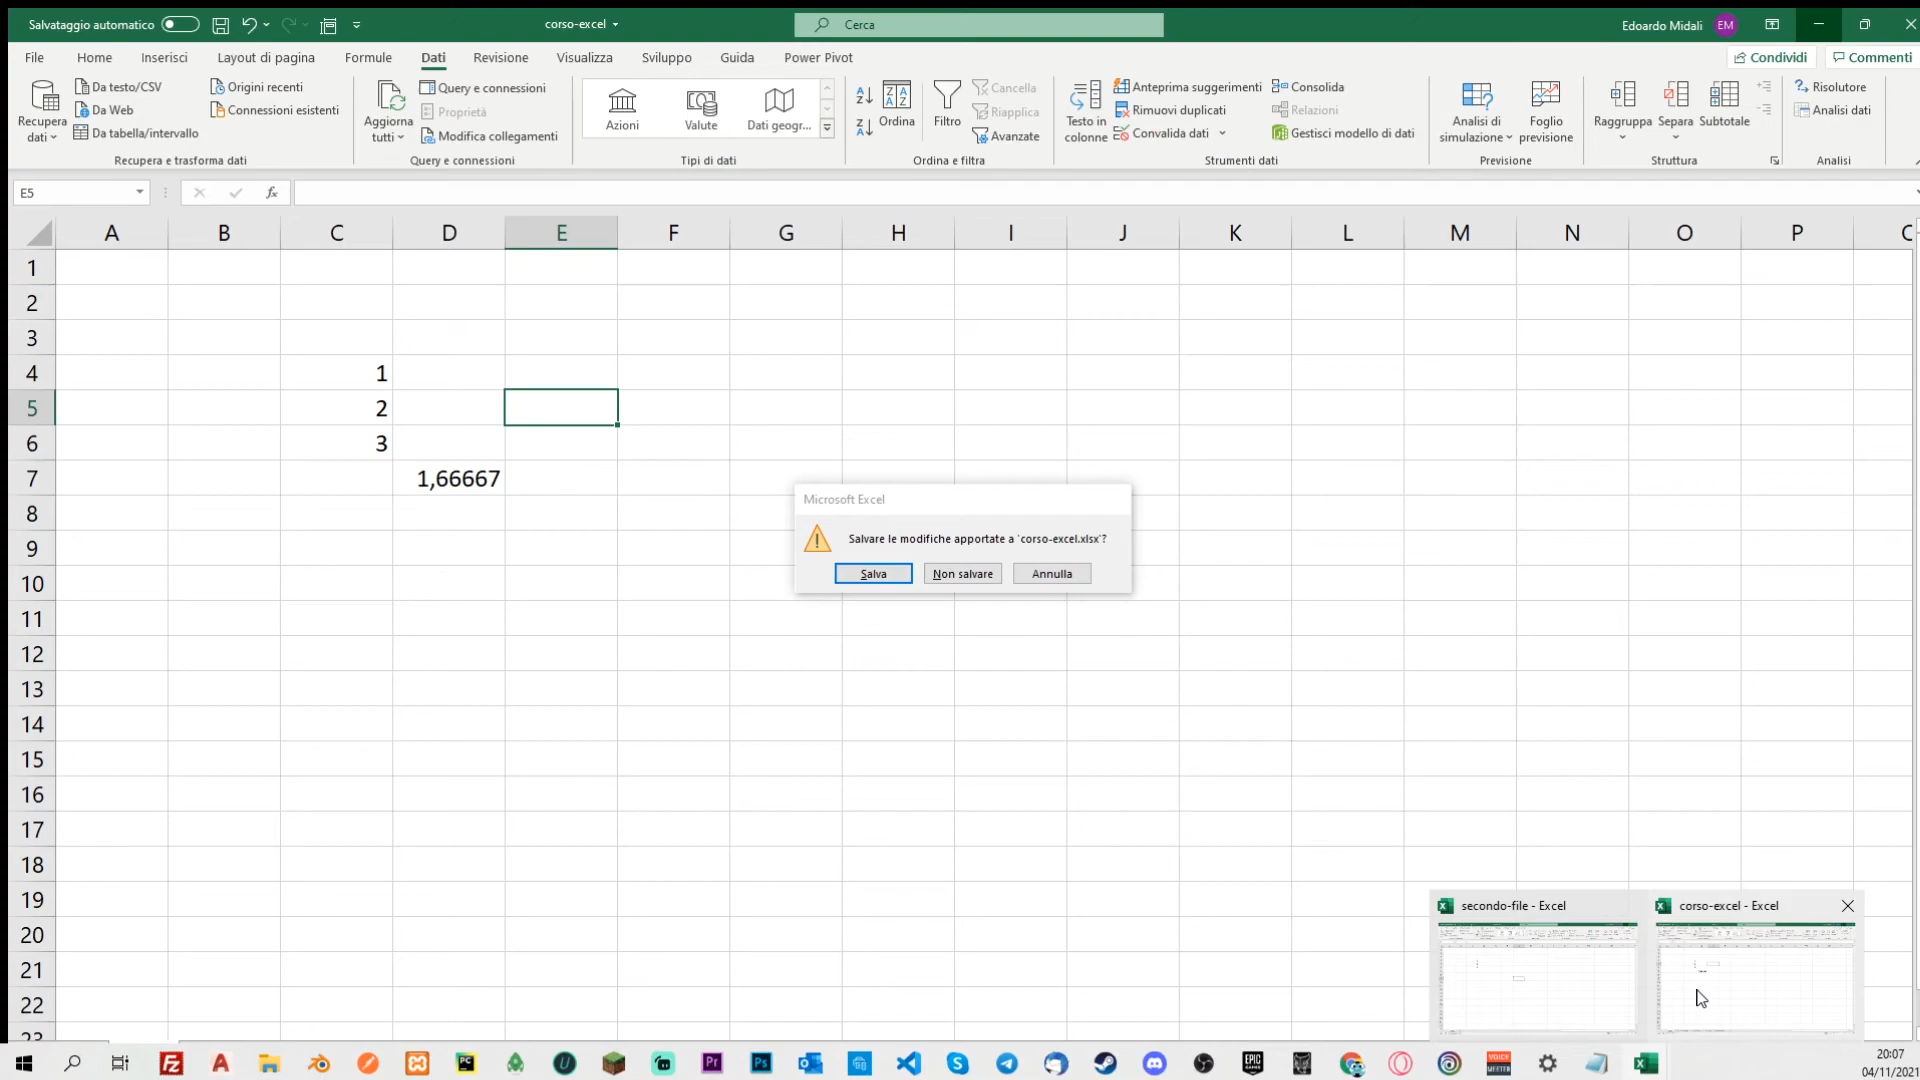 Salvataggio automatico
corso-excel
Cerca
Edoardo Midali
EM
File Home Inserisci Layout di pagina Formule Dati Revisione Visualizza Sviluppo Guida Power Pivot
Condividi Commenti
Recupera dati
Da testo/CSV
Da Web
Da tabella/intervallo
Origini recenti
Connessioni esistenti
Recupera e trasforma dati
Aggiorna tutti
Query e connessioni
Proprietà
Modifica collegamenti
Query e connessioni
Azioni Valute Dati geogr...
Tipi di dati
Ordina
Filtro
Cancella
Riapplica
Avanzate
Ordina e filtra
Testo in colonne
Anteprima suggerimenti
Rimuovi duplicati
Convalida dati
Consolida
Relazioni
Gestisci modello di dati
Strumenti dati
Analisi di simulazione
Foglio previsione
Previsione
Raggruppa Separa Subtotale
Struttura
Risolutore
Analisi dati
Analisi
E5
fx
A B C D E F G H I J K L M N O P
1
2
3
4 1
5 2
6 3
7 1,66667
8
9
10
11
12
13
14
15
16
17
18
19
20
21
22
23
Microsoft Excel
Salvare le modifiche apportate a 'corso-excel.xlsx'?
Salva Non salvare Annulla
secondo-file - Excel
corso-excel - Excel
20:07
04/11/2021